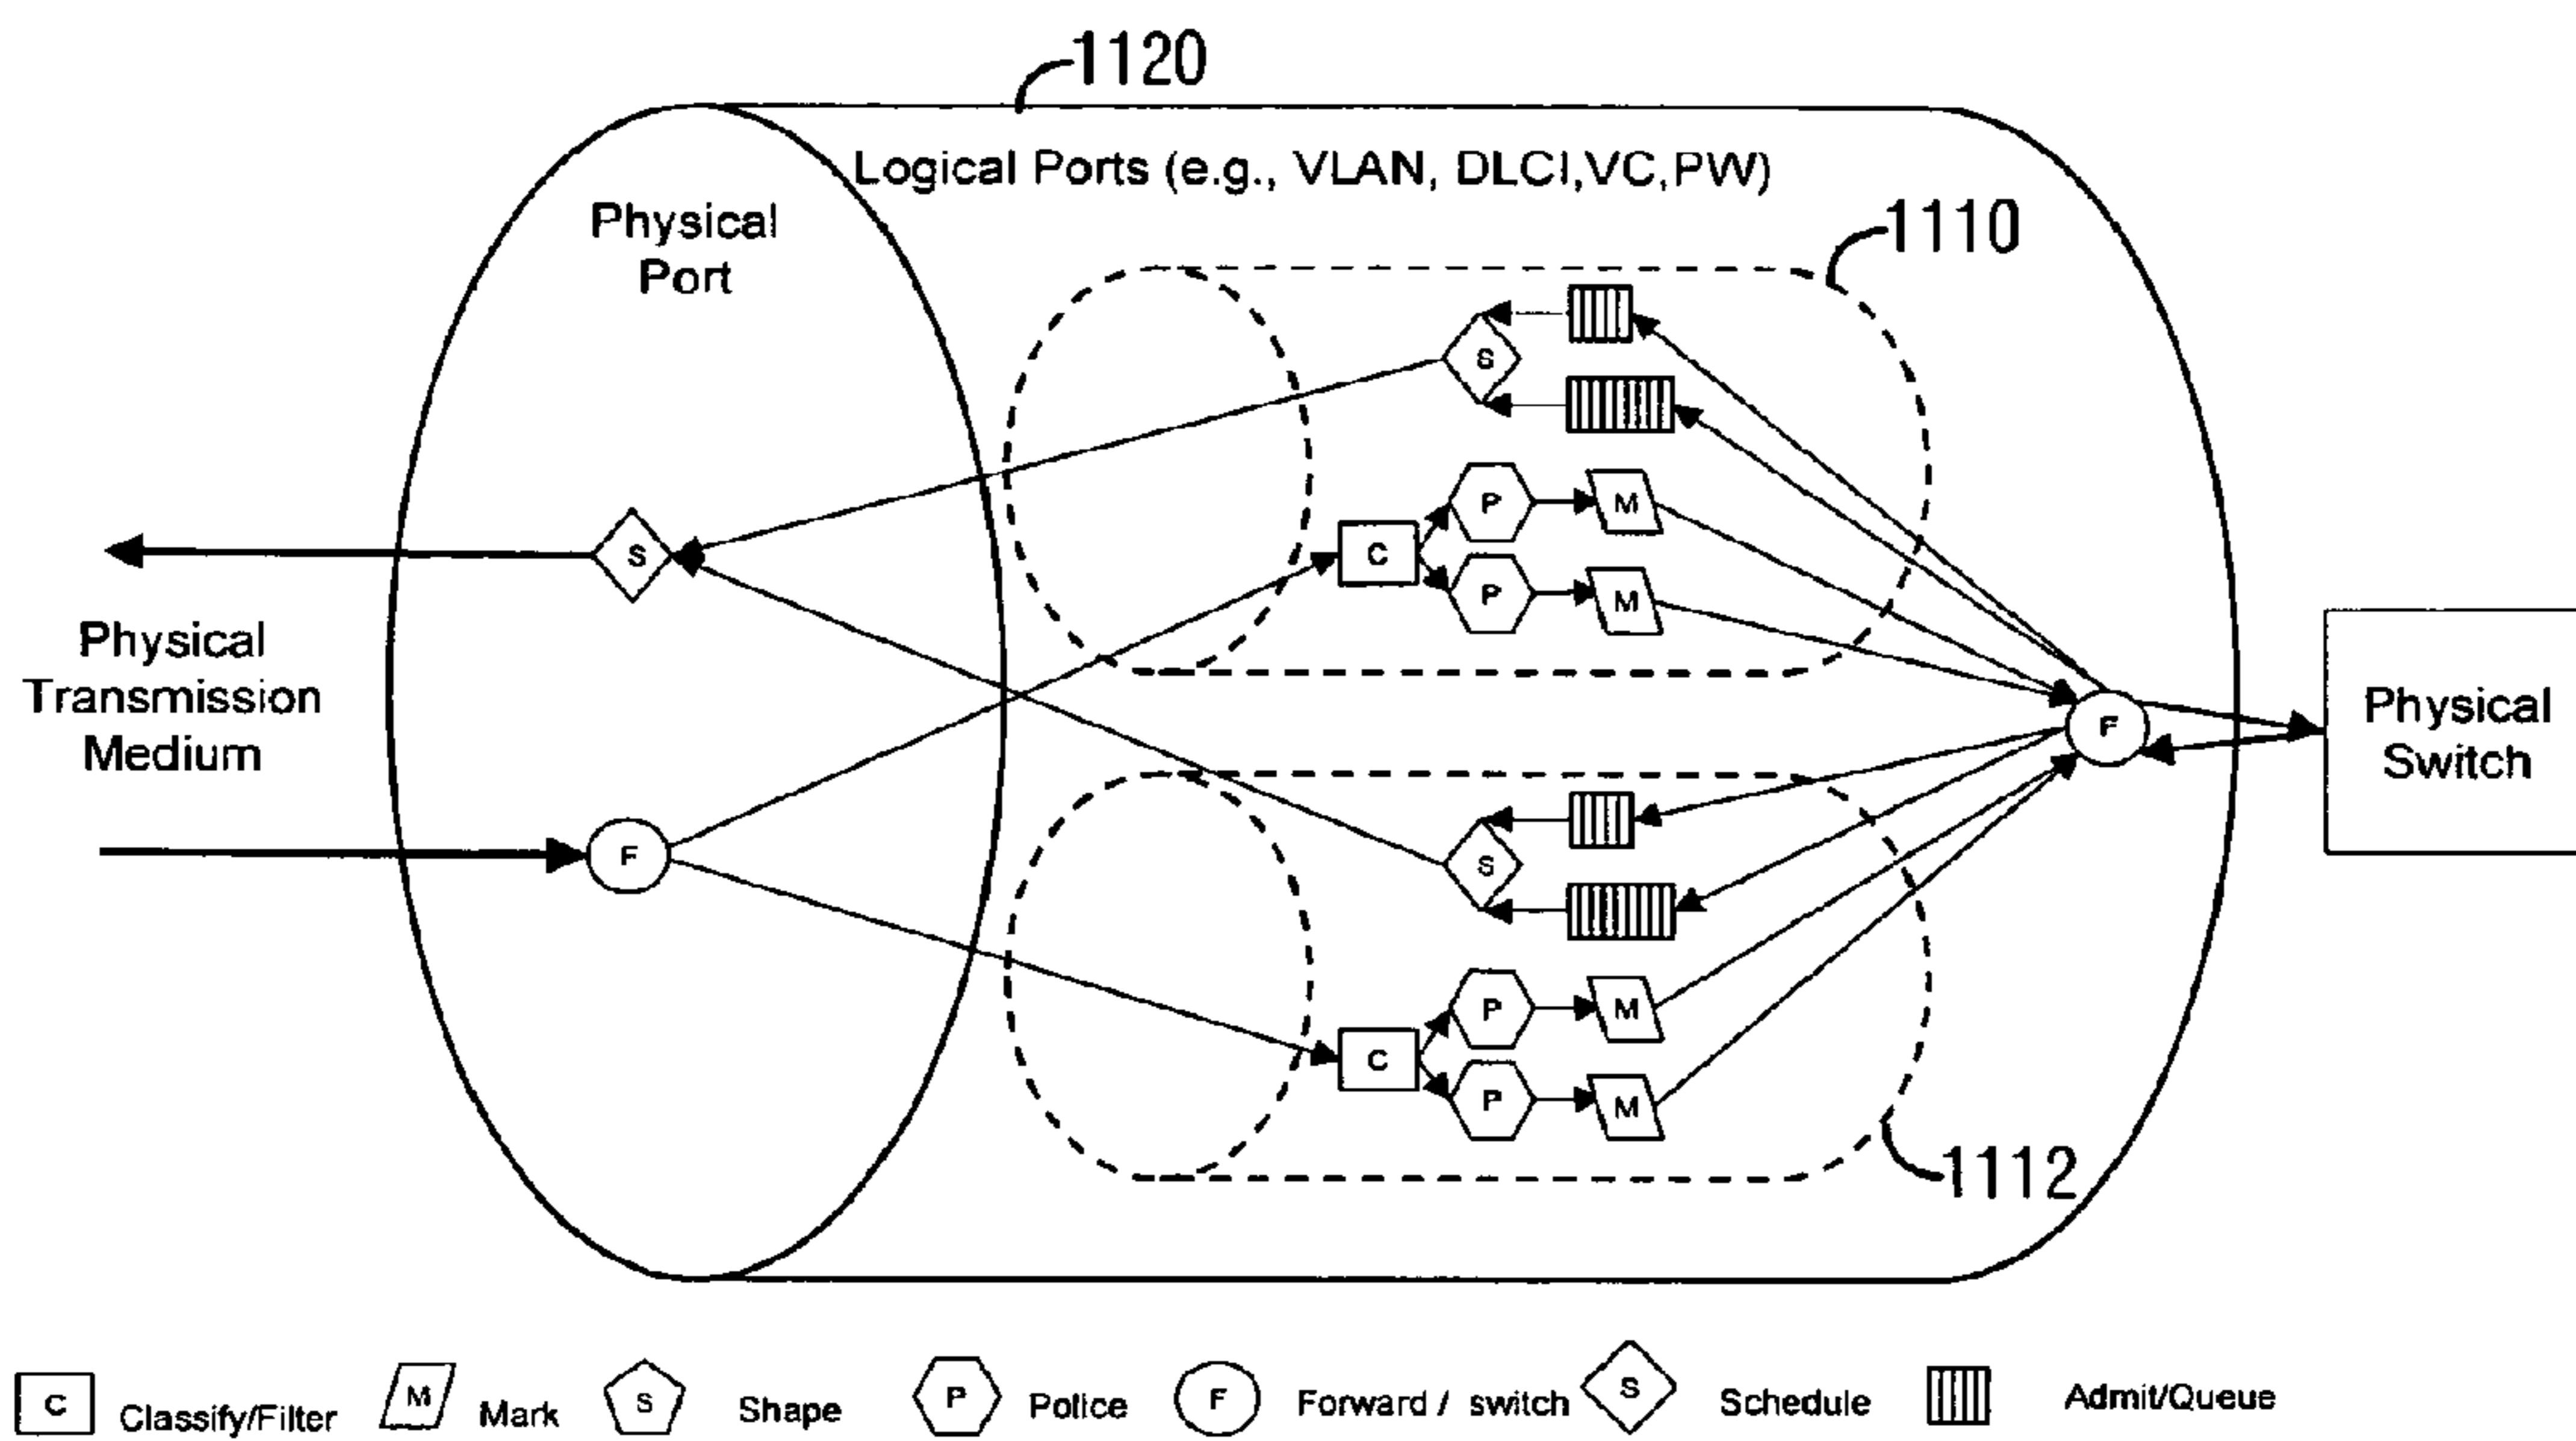 1120
Logical Ports (e.g., VLAN, DLCI,VC,PW)
Physical
Port
1110
S
S
P
M
C
P
M
Physical
Transmission
Medium
F
Physical
Switch
F
S
P
M
C
P
M
1112
C Classify/Filter
M Mark
S Shape
P Police
F Forward / switch
S Schedule
Admit/Queue